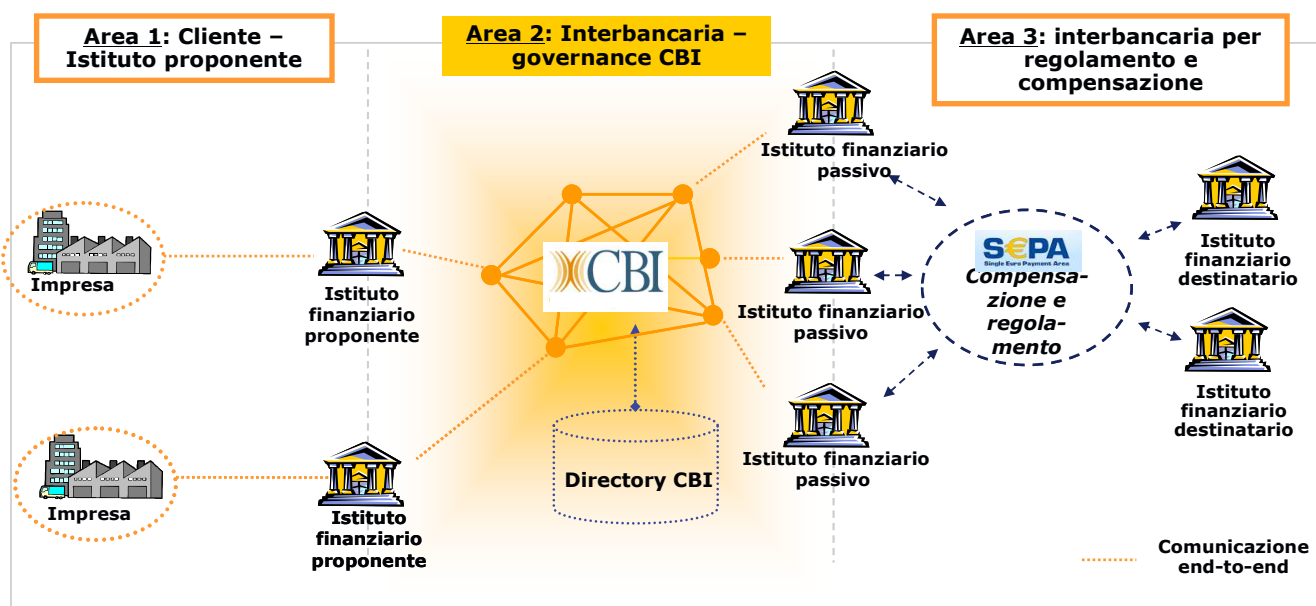 Area 1: Cliente –
Istituto proponente
Area 2: Interbancaria –
governance CBI
Area 3: interbancaria per
regolamento e
compensazione
Istituto finanziario
passivo
Impresa
Istituto
finanziario
proponente
CBI
Istituto finanziario
passivo
S€PA
Single Euro Payment Area
Compensa-
zione e
regola-
mento
Istituto
finanziario
destinatario
Istituto
finanziario
destinatario
Impresa
Istituto
finanziario
proponente
Directory CBI
Istituto finanziario
passivo
Comunicazione
end-to-end